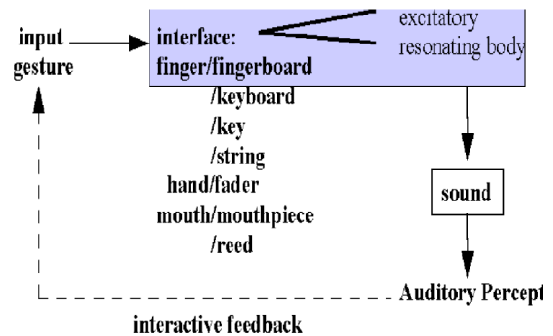 input
gesture
interface:
excitatory
resonating body
finger/fingerboard
/keyboard
/key
/string
hand/fader
mouth/mouthpiece
/reed
sound
Auditory Percept
interactive feedback